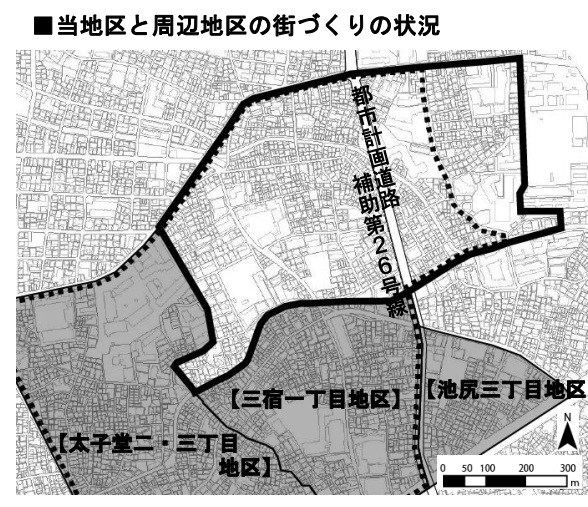 ■当地区と周辺地区の街づくりの状況
都市計画道路 補助第26号線
【三宿一丁目地区】
【池尻三丁目地区
【太子堂二・三丁目
地区】
N
0 50 100 200 300
m